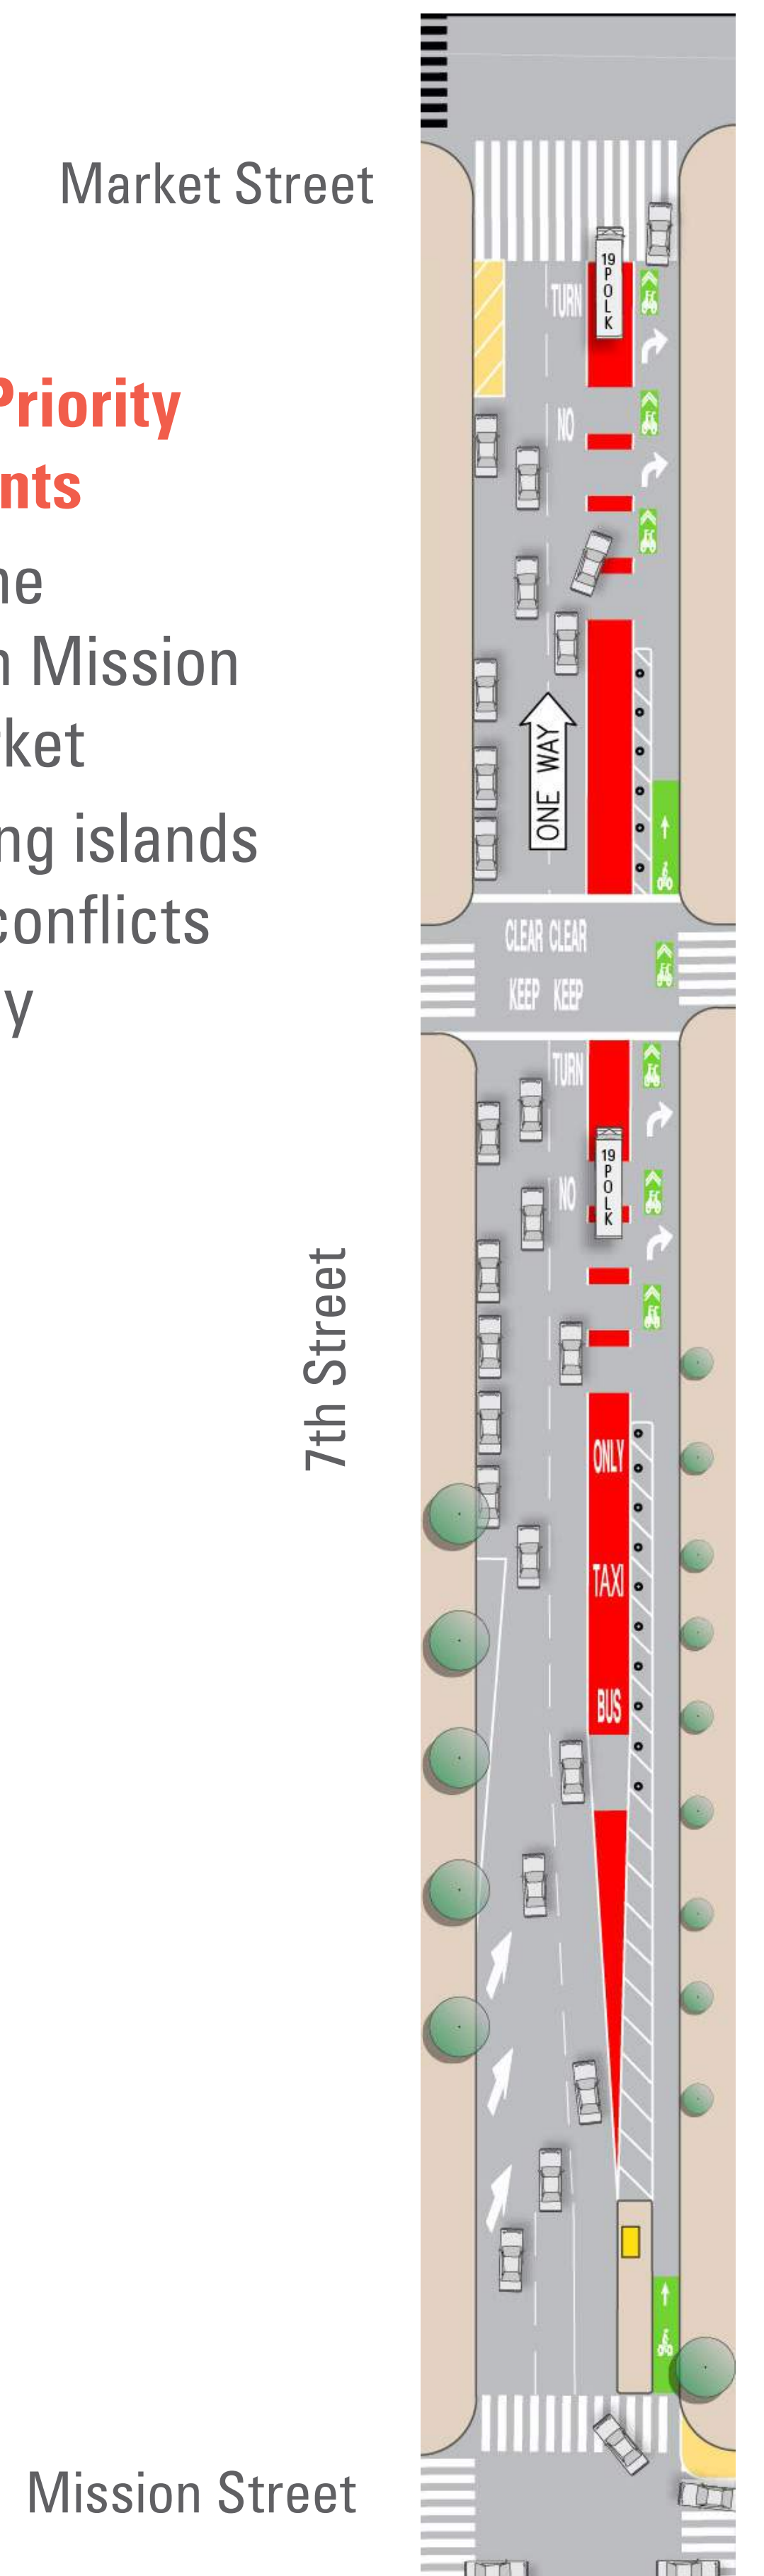 Market Street
Priority
nts
ne
n Mission
ket
ng islands
conflicts
y
7th Street
Mission Street
19
P
O
L
K
TURN
NO
ONE WAY
CLEAR CLEAR
KEEP KEEP
TURN
19
P
O
L
K
NO
ONLY
TAXI
BUS